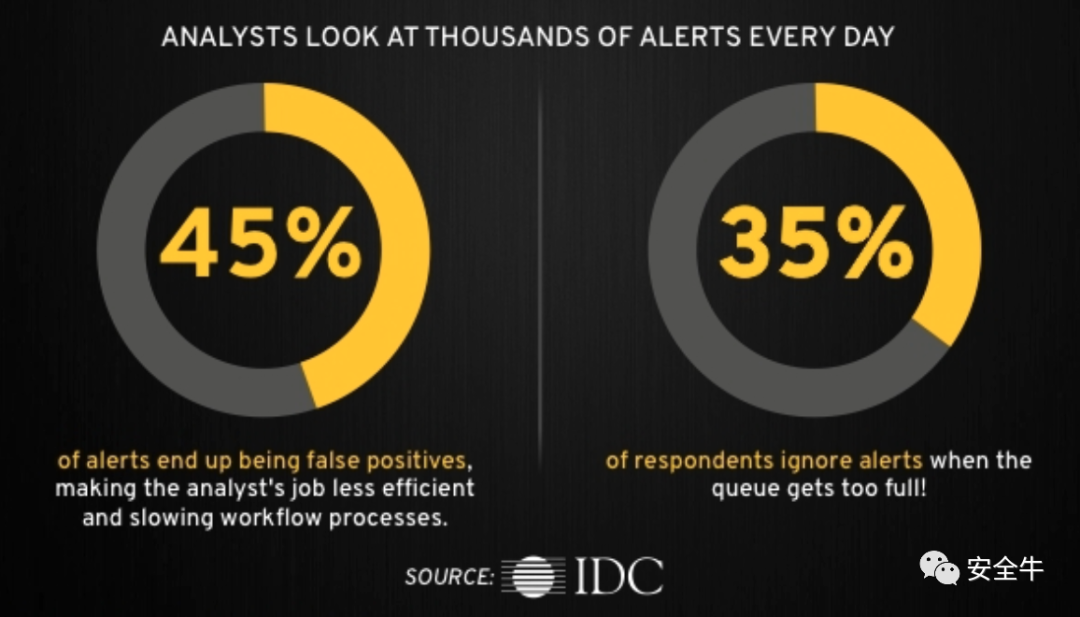 ANALYSTS LOOK AT THOUSANDS OF ALERTS EVERY DAY
45%
of alerts end up being false positives,
making the analyst's job less efficient
and slowing workflow processes.
35%
of respondents ignore alerts when the
queue gets too full!
SOURCE: IDC
安全牛